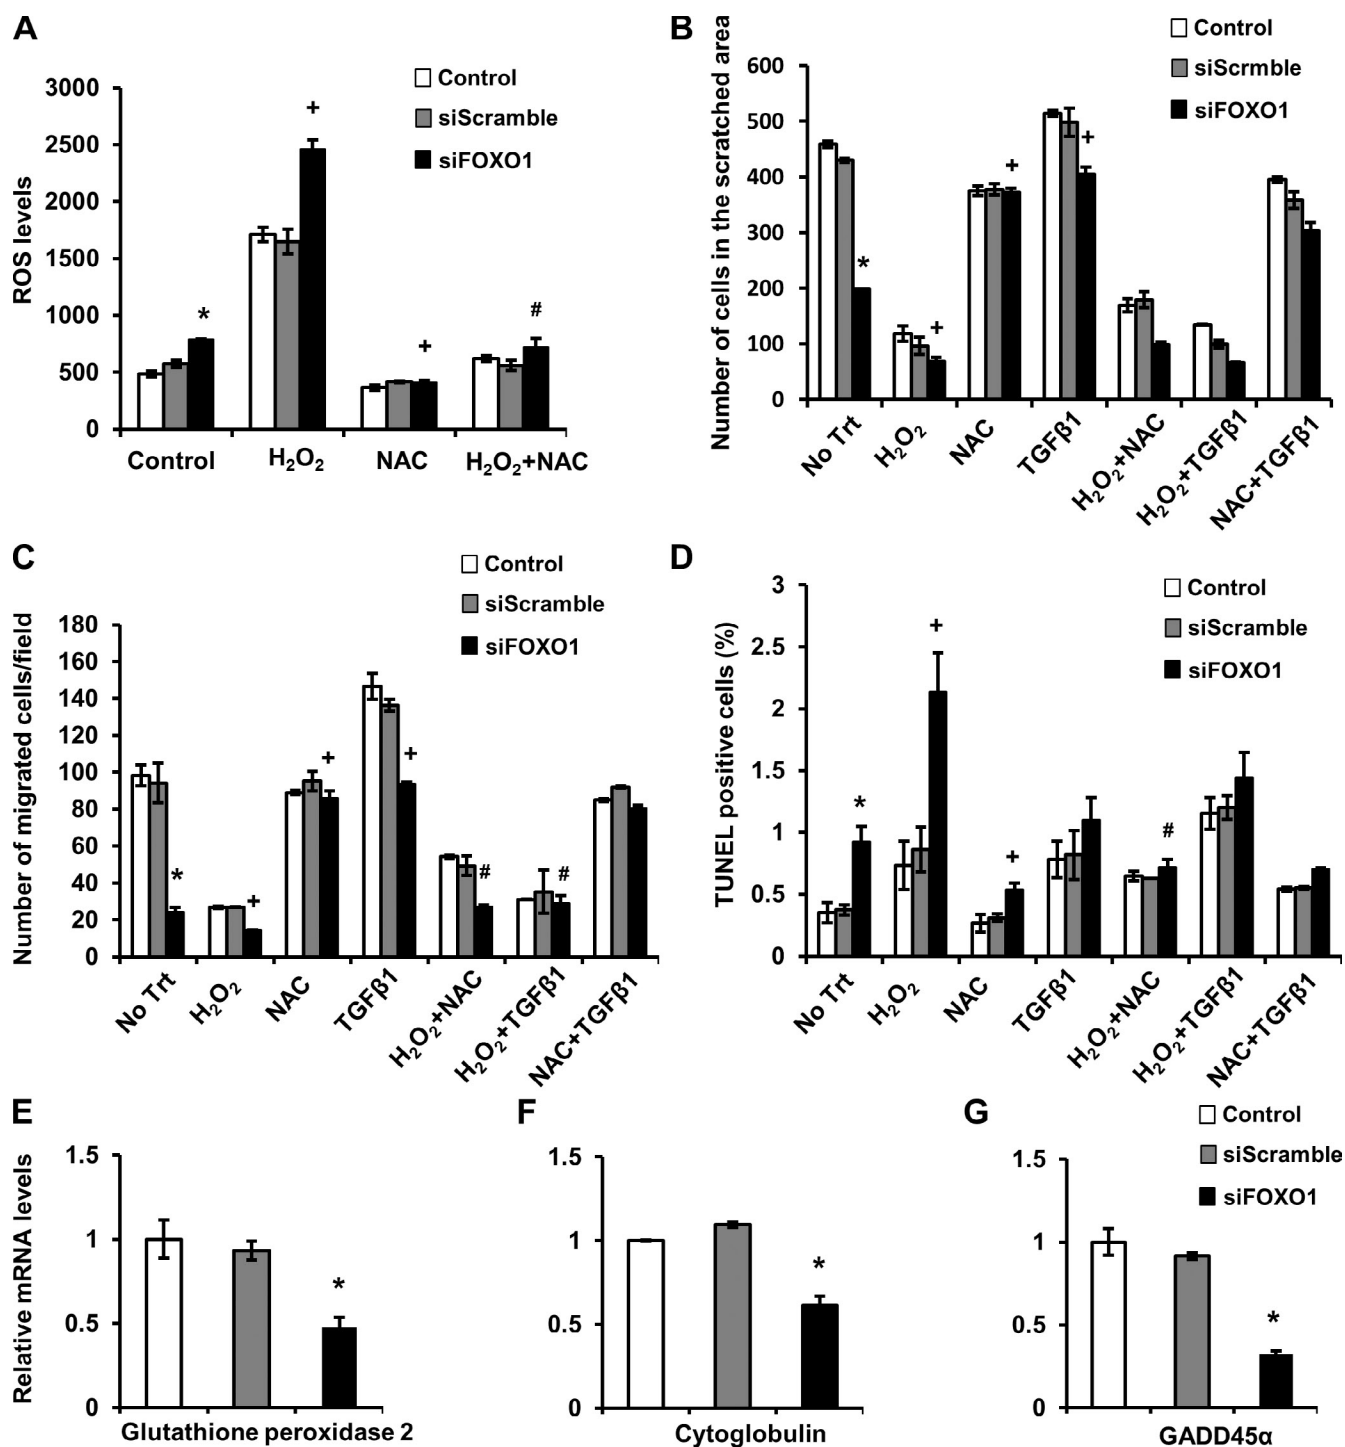 A
Control
siScramble
siFOXO1
ROS levels
3000
2500
2000
1500
1000
500
0
*
+
+
#
Control
H₂O₂
NAC
H₂O₂+NAC
B
Control
siScrmble
siFOXO1
Number of cells in the scratched area
600
500
400
300
200
100
0
*
+
+
+
No Trt
H₂O₂
NAC
TGFβ1
H₂O₂+NAC
H₂O₂+TGFβ1
NAC+TGFβ1
C
Control
siScramble
siFOXO1
Number of migrated cells/field
180
160
140
120
100
80
60
40
20
0
*
+
+
+
#
#
No Trt
H₂O₂
NAC
TGFβ1
H₂O₂+NAC
H₂O₂+TGFβ1
NAC+TGFβ1
D
Control
siScramble
siFOXO1
TUNEL positive cells (%)
3
2.5
2
1.5
1
0.5
0
*
+
+
#
No Trt
H₂O₂
NAC
TGFβ1
H₂O₂+NAC
H₂O₂+TGFβ1
NAC+TGFβ1
E
Relative mRNA levels
1.5
1
0.5
0
*
Glutathione peroxidase 2
F
1.5
1
0.5
0
*
Cytoglobulin
G
Control
siScramble
siFOXO1
1.5
1
0.5
0
*
GADD45α